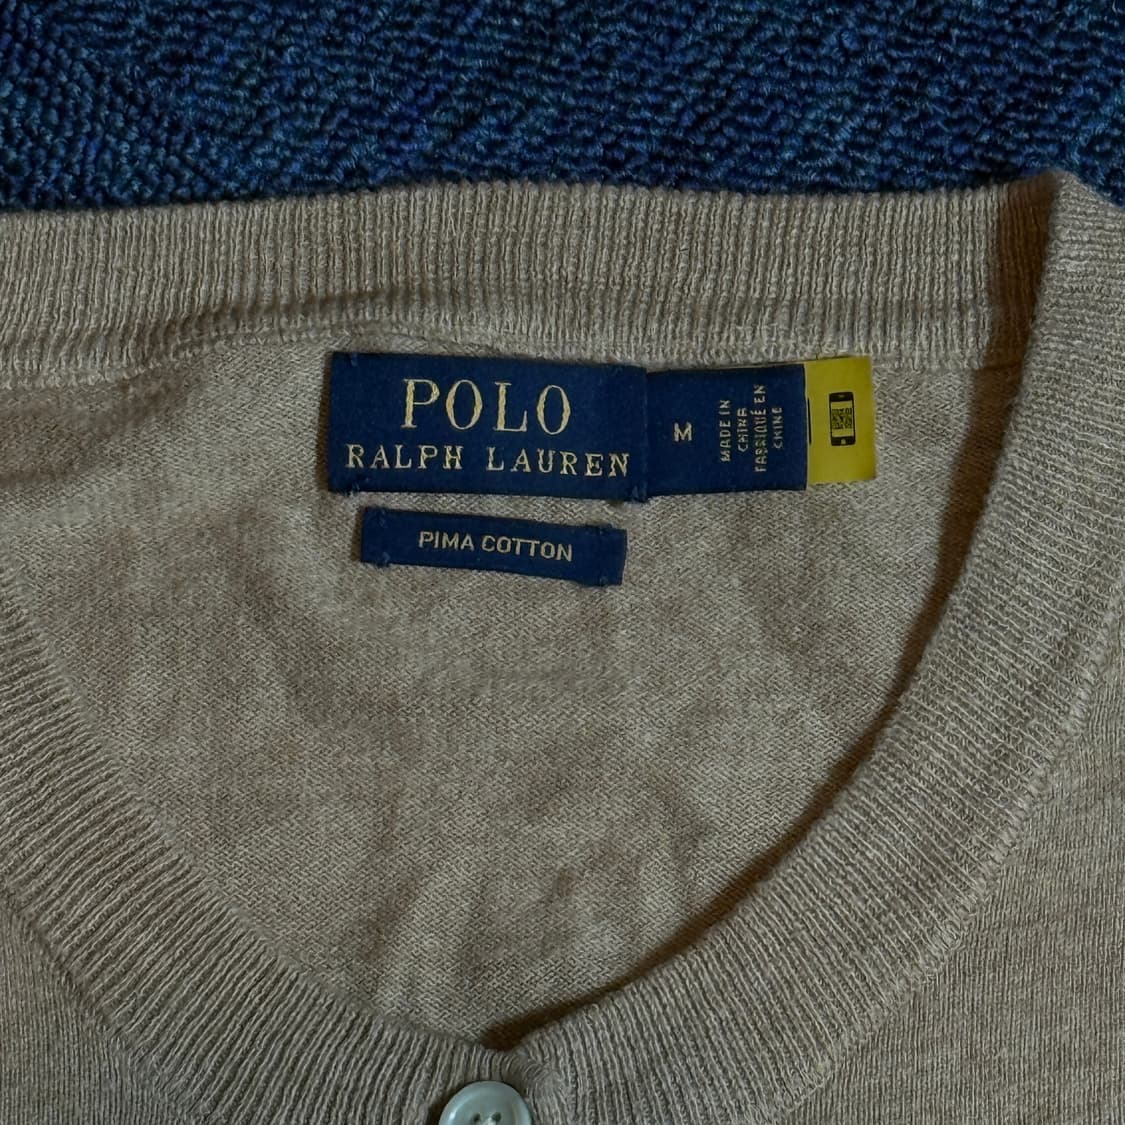 POLO
RALPH LAUREN
M
MADE IN
CHINA
FABRIQUÉ EN
CHINE
PIMA COTTON